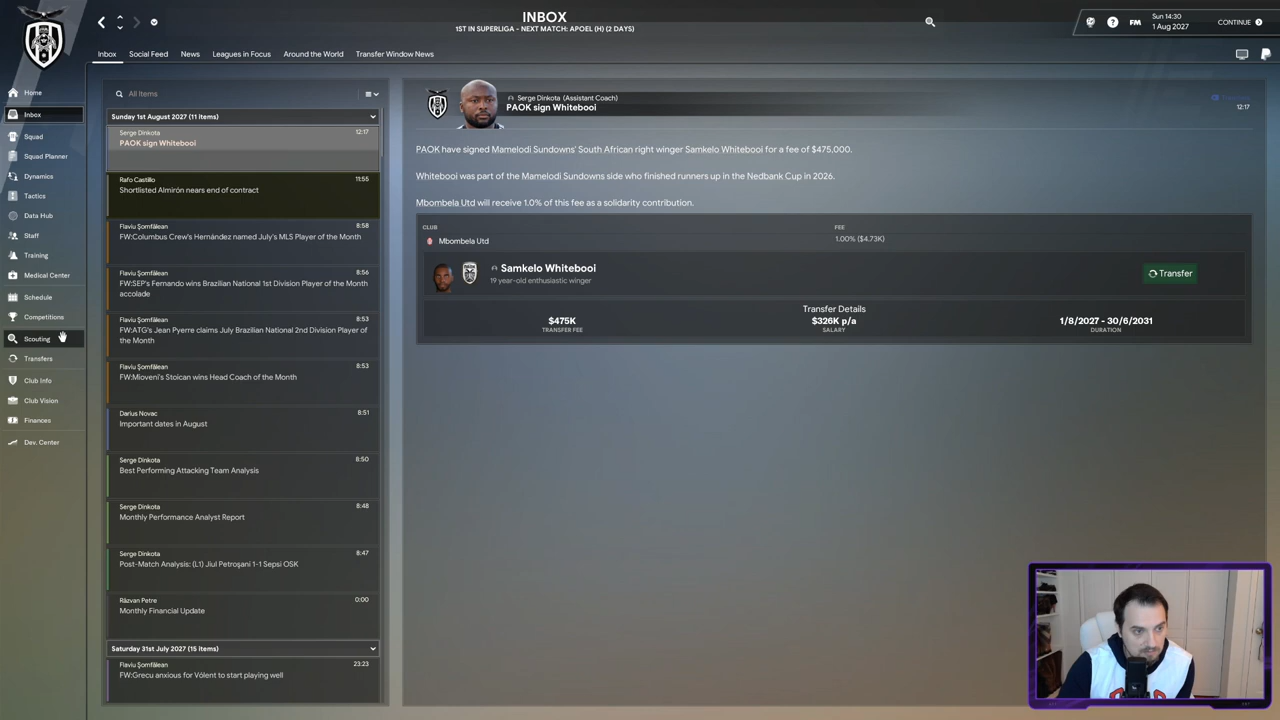 INBOX
1ST IN SUPERLIGA - NEXT MATCH: APOEL (H) (2 DAYS)
FM
Sun 14:30
1 Aug 2027
CONTINUE
Inbox
Social Feed
News
Leagues in Focus
Around the World
Transfer Window News
Home
Inbox
Squad
Squad Planner
Dynamics
Tactics
Data Hub
Staff
Training
Medical Center
Schedule
Competitions
Scouting
Transfers
Club Info
Club Vision
Finances
Dev. Center
All Items
Sunday 1st August 2027 (11 items)
Serge Dinkota
12:17
PAOK sign Whitebooi
Rafo Castillo
11:55
Shortlisted Almirón nears end of contract
Flaviu Șomfălean
8:58
FW:Columbus Crew's Hernández named July's MLS Player of the Month
Flaviu Șomfălean
8:56
FW:SEP's Fernando wins Brazilian National 1st Division Player of the Month
accolade
Flaviu Șomfălean
8:53
FW:ATG's Jean Pyerre claims July Brazilian National 2nd Division Player of
the Month
Flaviu Șomfălean
8:53
FW:Mioveni's Stoican wins Head Coach of the Month
Darius Novac
8:51
Important dates in August
Serge Dinkota
8:50
Best Performing Attacking Team Analysis
Serge Dinkota
8:48
Monthly Performance Analyst Report
Serge Dinkota
8:47
Post-Match Analysis: (L1) Jiul Petroșani 1-1 Sepsi OSK
Răzvan Petre
0:00
Monthly Financial Update
Saturday 31st July 2027 (15 items)
Flaviu Șomfălean
23:23
FW:Grecu anxious for Volent to start playing well
Serge Dinkota (Assistant Coach)
PAOK sign Whitebooi
12:17
PAOK have signed Mamelodi Sundowns' South African right winger Samkelo Whitebooi for a fee of $475,000.
Whitebooi was part of the Mamelodi Sundowns side who finished runners up in the Nedbank Cup in 2026.
Mbombela Utd will receive 1.0% of this fee as a solidarity contribution.
CLUB
FEE
Mbombela Utd
1.00% ($4.73K)
Samkelo Whitebooi
19 year-old enthusiastic winger
Transfer
Transfer Details
$475K
TRANSFER FEE
$326K p/a
SALARY
1/8/2027 - 30/6/2031
DURATION